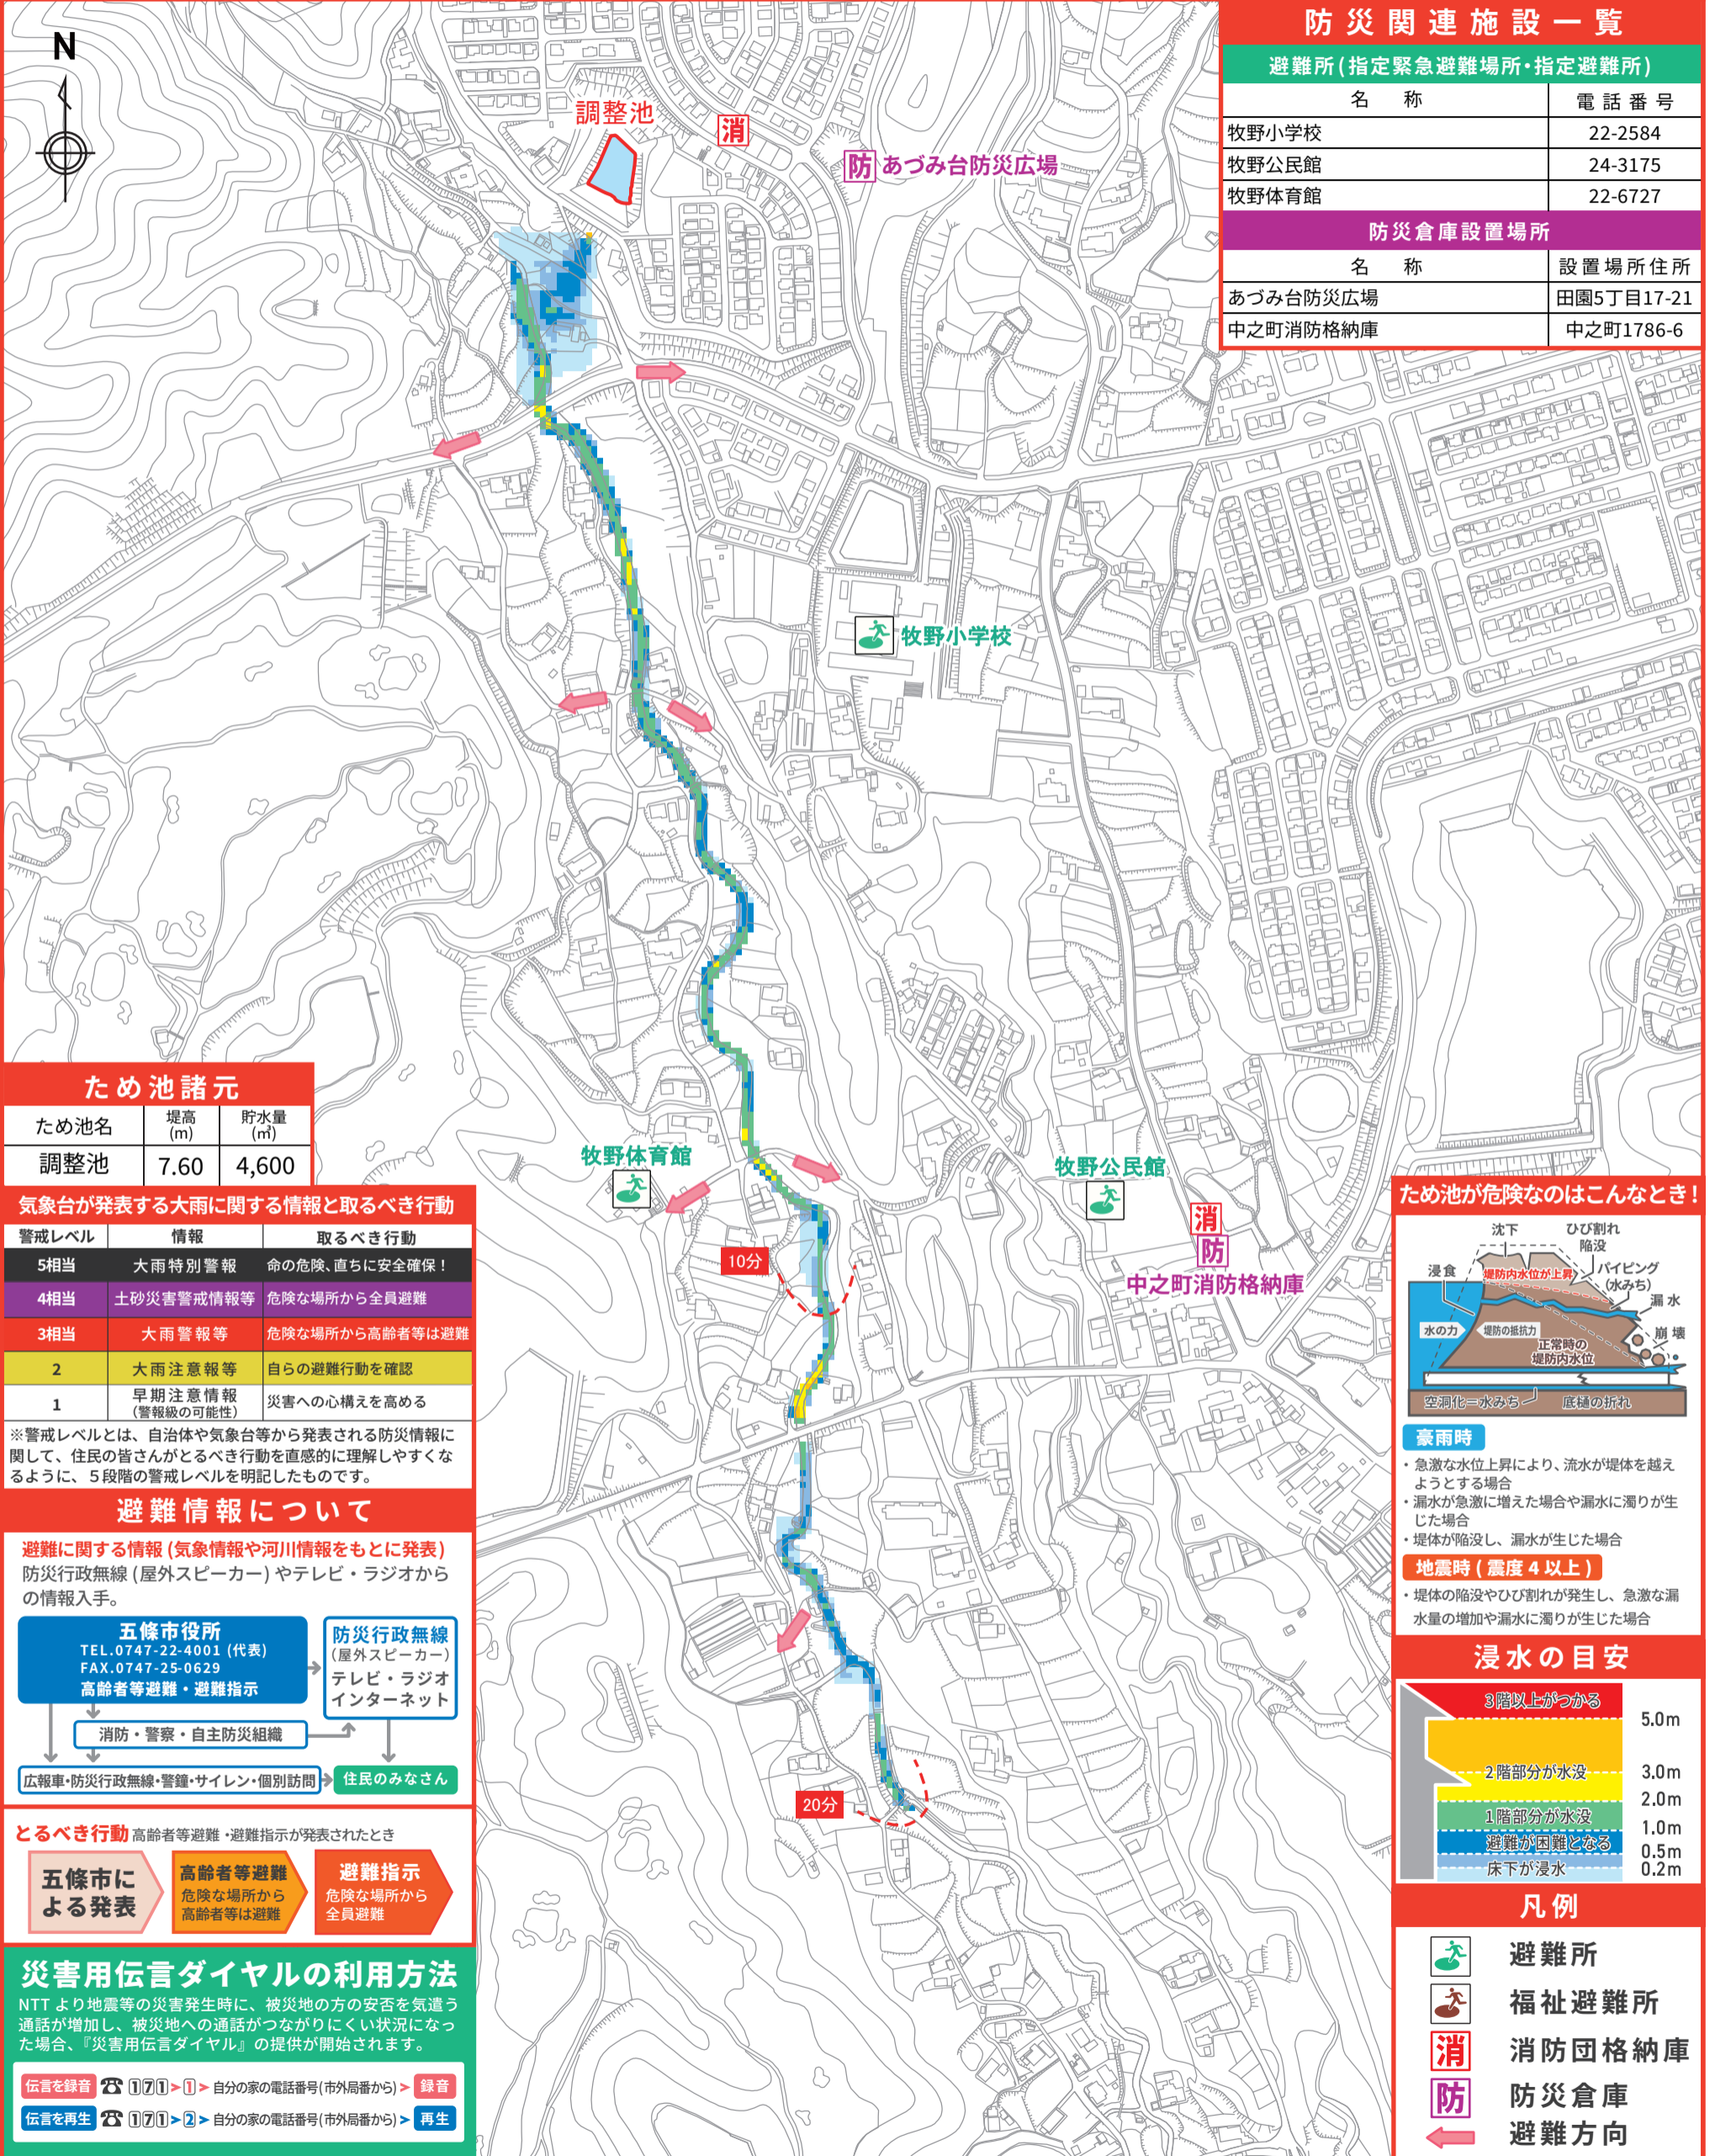 N
調整池
消
防 あづみ台防災広場
牧野小学校
牧野体育館
牧野公民館
消
防
中之町消防格納庫
10分
20分
防災関連施設一覧
避難所(指定緊急避難場所・指定避難所)
名 称 電話番号
牧野小学校 22-2584
牧野公民館 24-3175
牧野体育館 22-6727
防災倉庫設置場所
名 称 設置場所住所
あづみ台防災広場 田園5丁目17-21
中之町消防格納庫 中之町1786-6
ため池諸元
ため池名 堤高(m) 貯水量(㎥)
調整池 7.60 4,600
気象台が発表する大雨に関する情報と取るべき行動
警戒レベル 情報 取るべき行動
5相当 大雨特別警報 命の危険、直ちに安全確保！
4相当 土砂災害警戒情報等 危険な場所から全員避難
3相当 大雨警報等 危険な場所から高齢者等は避難
2 大雨注意報等 自らの避難行動を確認
1 早期注意情報(警報級の可能性) 災害への心構えを高める
※警戒レベルとは、自治体や気象台等から発表される防災情報に
関して、住民の皆さんがとるべき行動を直感的に理解しやすくな
るように、５段階の警戒レベルを明記したものです。
避難情報について
避難に関する情報(気象情報や河川情報をもとに発表)
防災行政無線(屋外スピーカー)やテレビ・ラジオから
の情報入手。
五條市役所
TEL.0747-22-4001 (代表)
FAX.0747-25-0629
高齢者等避難・避難指示
防災行政無線
(屋外スピーカー)
テレビ・ラジオ
インターネット
消防・警察・自主防災組織
広報車・防災行政無線・警鐘・サイレン・個別訪問
住民のみなさん
とるべき行動 高齢者等避難・避難指示が発表されたとき
五條市に
よる発表
高齢者等避難
危険な場所から
高齢者等は避難
避難指示
危険な場所から
全員避難
災害用伝言ダイヤルの利用方法
NTTより地震等の災害発生時に、被災地の方の安否を気遣う
通話が増加し、被災地への通話がつながりにくい状況になっ
た場合、『災害用伝言ダイヤル』の提供が開始されます。
伝言を録音 ☎ 171 > 1 > 自分の家の電話番号(市外局番から) > 録音
伝言を再生 ☎ 171 > 2 > 自分の家の電話番号(市外局番から) > 再生
ため池が危険なのはこんなとき！
沈下
ひび割れ
陥没
浸食
堤防内水位が上昇
パイピング
(水みち)
漏水
水の力
堤防の抵抗力
正常時の
堤防内水位
崩壊
空洞化＝水みち
底樋の折れ
豪雨時
・急激な水位上昇により、流水が堤体を越え
ようとする場合
・漏水が急激に増えた場合や漏水に濁りが生
じた場合
・堤体が陥没し、漏水が生じた場合
地震時(震度４以上)
・堤体の陥没やひび割れが発生し、急激な漏
水量の増加や漏水に濁りが生じた場合
浸水の目安
3階以上がつかる
5.0m
2階部分が水没
3.0m
2.0m
1階部分が水没
1.0m
避難が困難となる
0.5m
床下が浸水
0.2m
凡例
避難所
福祉避難所
消 消防団格納庫
防 防災倉庫
避難方向